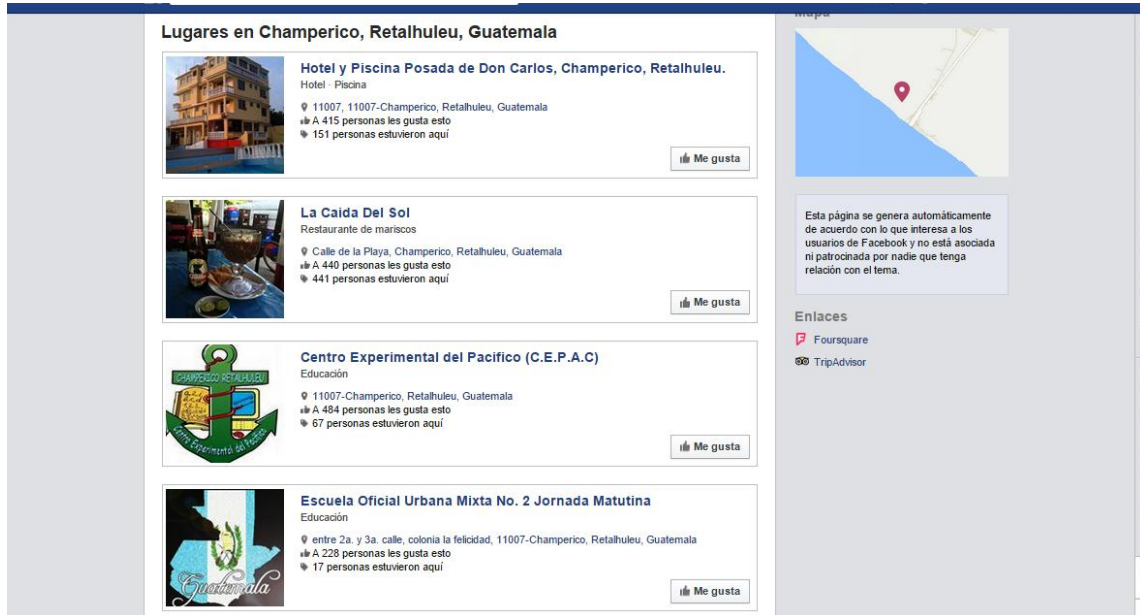 Lugares en Champerico, Retalhuleu, Guatemala
Hotel y Piscina Posada de Don Carlos, Champerico, Retalhuleu.
Hotel · Piscina
11007, 11007-Champerico, Retalhuleu, Guatemala
A 415 personas les gusta esto
151 personas estuvieron aquí
Me gusta
La Caida Del Sol
Restaurante de mariscos
Calle de la Playa, Champerico, Retalhuleu, Guatemala
A 440 personas les gusta esto
441 personas estuvieron aquí
Me gusta
CHAMPERICO RETALHULEU
Centro Experimental del Pacifico
Centro Experimental del Pacifico (C.E.P.A.C)
Educación
11007-Champerico, Retalhuleu, Guatemala
A 484 personas les gusta esto
67 personas estuvieron aquí
Me gusta
Guatemala
Escuela Oficial Urbana Mixta No. 2 Jornada Matutina
Educación
entre 2a. y 3a. calle, colonia la felicidad, 11007-Champerico, Retalhuleu, Guatemala
A 228 personas les gusta esto
17 personas estuvieron aquí
Me gusta
Mapa
Esta página se genera automáticamente
de acuerdo con lo que interesa a los
usuarios de Facebook y no está asociada
ni patrocinada por nadie que tenga
relación con el tema.
Enlaces
Foursquare
TripAdvisor